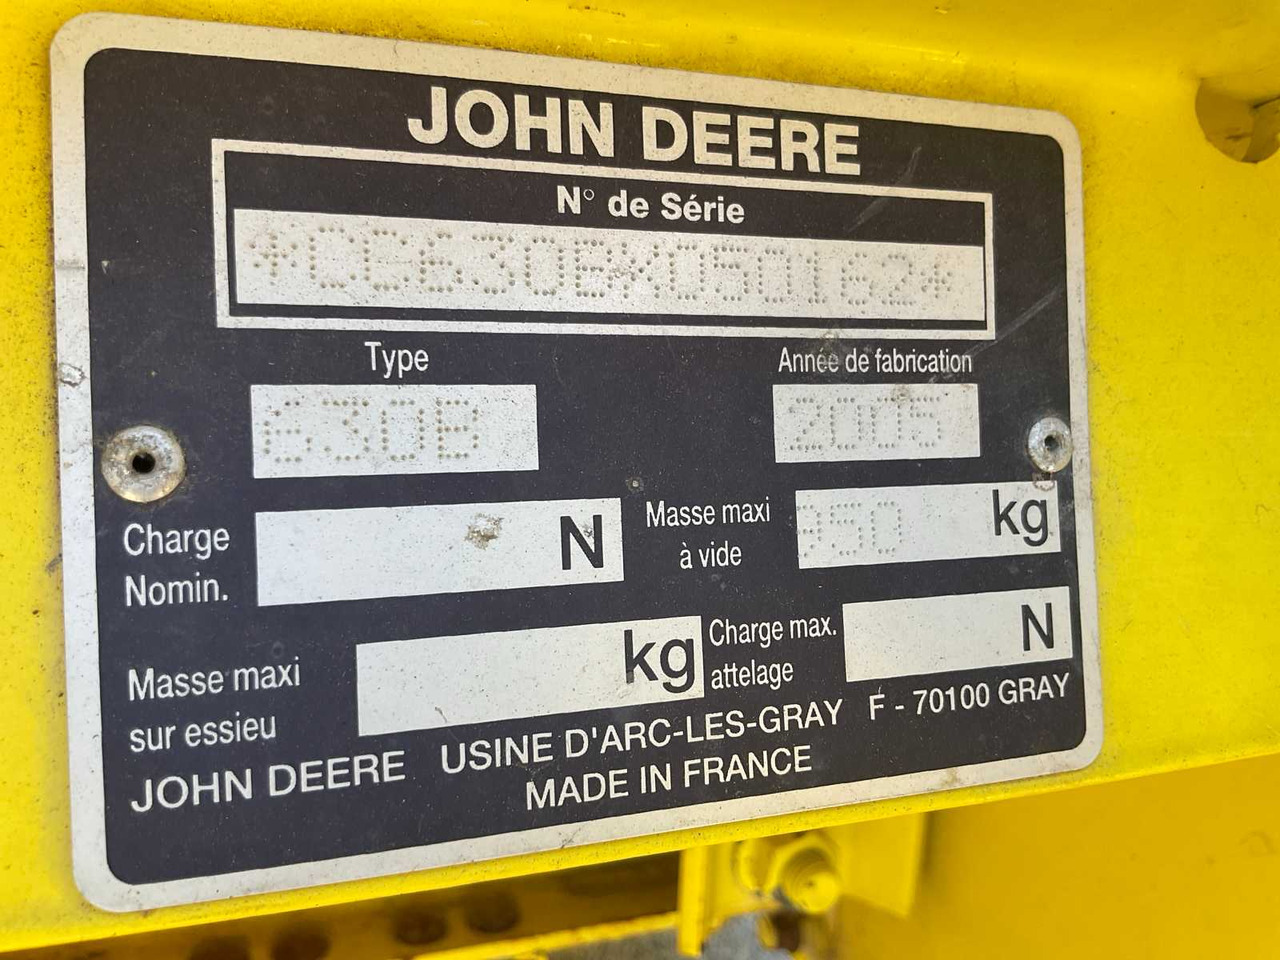 JOHN DEERE
N° de Série
*CC630BX050162*
Type
Année de fabrication
630B
2005
Charge Nomin.
N
Masse maxi à vide
950 kg
Masse maxi sur essieu
kg
Charge max. attelage
N
JOHN DEERE USINE D'ARC-LES-GRAY F - 70100 GRAY
MADE IN FRANCE